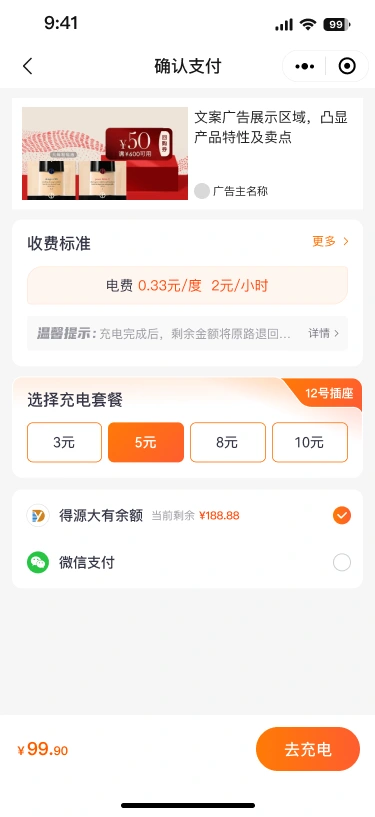 9:41
99
确认支付
¥50
满¥600可用
文案广告展示区域，凸显
产品特性及卖点
广告主名称
收费标准
更多
电费 0.33元/度 2元/小时
温馨提示：充电完成后，剩余金额将原路退回...
详情
选择充电套餐
12号插座
3元
5元
8元
10元
得源大有余额 当前剩余 ¥188.88
微信支付
¥99.90
去充电